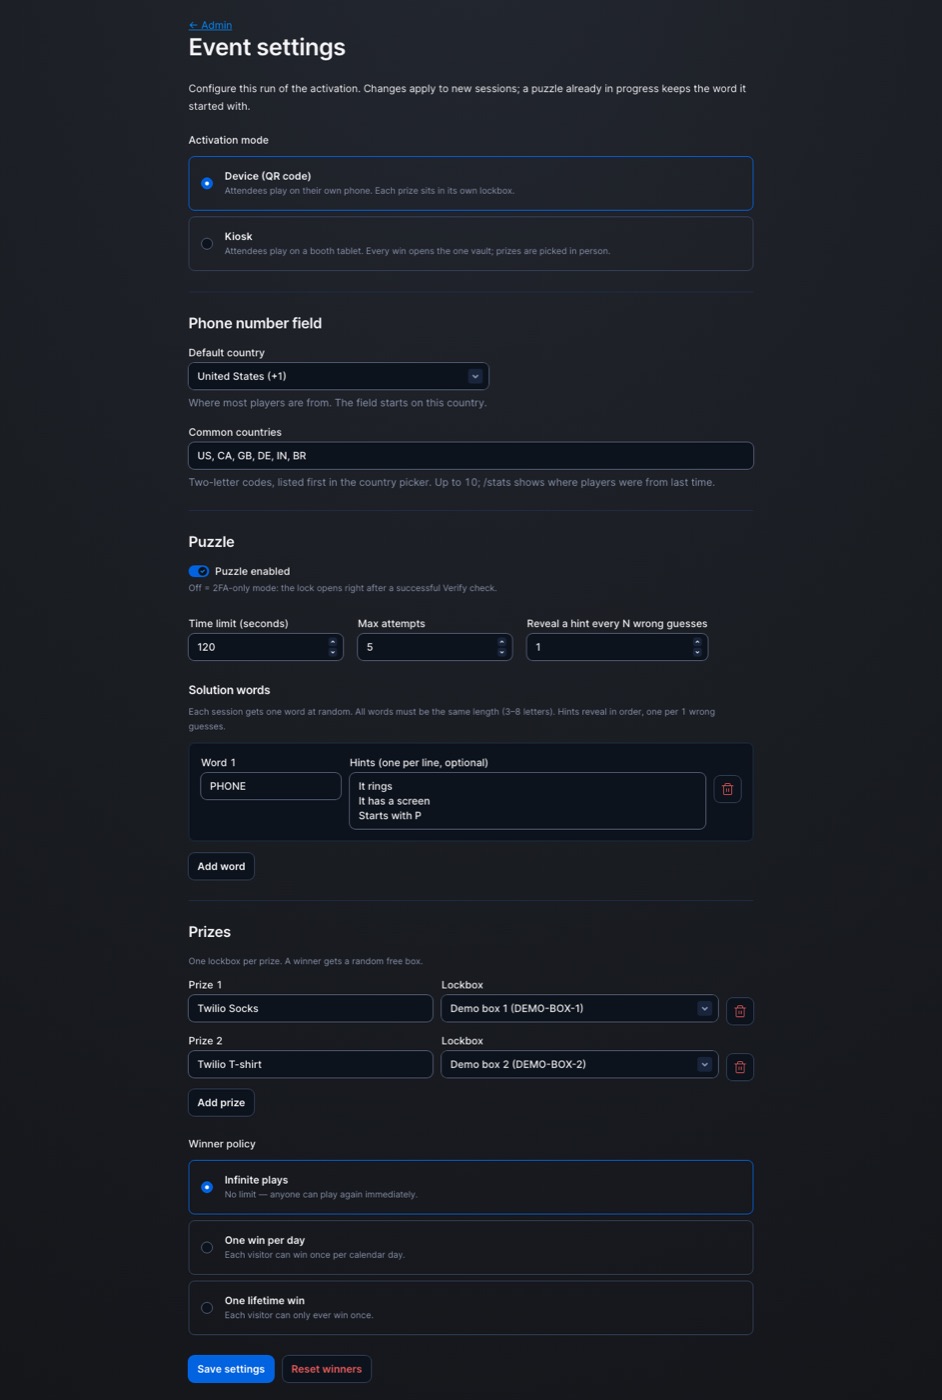 ← Admin
Event settings
Configure this run of the activation. Changes apply to new sessions; a puzzle already in progress keeps the word it
started with.
Activation mode
Device (QR code)
Attendees play on their own phone. Each prize sits in its own lockbox.
Kiosk
Attendees play on a booth tablet. Every win opens the one vault; prizes are picked in person.
Phone number field
Default country
United States (+1)
Where most players are from. The field starts on this country.
Common countries
US, CA, GB, DE, IN, BR
Two-letter codes, listed first in the country picker. Up to 10; /stats shows where players were from last time.
Puzzle
Puzzle enabled
Off = 2FA-only mode: the lock opens right after a successful Verify check.
Time limit (seconds) Max attempts Reveal a hint every N wrong guesses
120 5 1
Solution words
Each session gets one word at random. All words must be the same length (3–8 letters). Hints reveal in order, one per 1 wrong
guesses.
Word 1 Hints (one per line, optional)
PHONE It rings
It has a screen
Starts with P
Add word
Prizes
One lockbox per prize. A winner gets a random free box.
Prize 1 Lockbox
Twilio Socks Demo box 1 (DEMO-BOX-1)
Prize 2 Lockbox
Twilio T-shirt Demo box 2 (DEMO-BOX-2)
Add prize
Winner policy
Infinite plays
No limit — anyone can play again immediately.
One win per day
Each visitor can win once per calendar day.
One lifetime win
Each visitor can only ever win once.
Save settings Reset winners